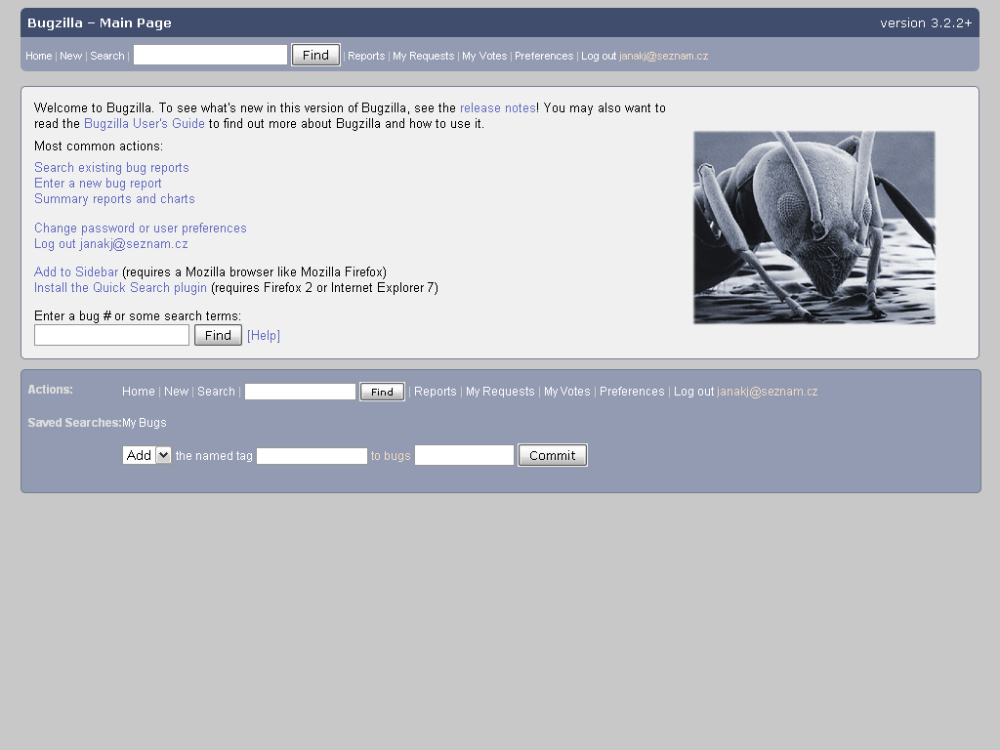 Bugzilla – Main Page version 3.2.2+
Home | New | Search | Find | Reports | My Requests | My Votes | Preferences | Log out janakj@seznam.cz
Welcome to Bugzilla. To see what's new in this version of Bugzilla, see the release notes! You may also want to
read the Bugzilla User's Guide to find out more about Bugzilla and how to use it.
Most common actions:
Search existing bug reports
Enter a new bug report
Summary reports and charts
Change password or user preferences
Log out janakj@seznam.cz
Add to Sidebar (requires a Mozilla browser like Mozilla Firefox)
Install the Quick Search plugin (requires Firefox 2 or Internet Explorer 7)
Enter a bug # or some search terms:
Find [Help]
Actions: Home | New | Search | Find | Reports | My Requests | My Votes | Preferences | Log out janakj@seznam.cz
Saved Searches: My Bugs
Add the named tag to bugs Commit